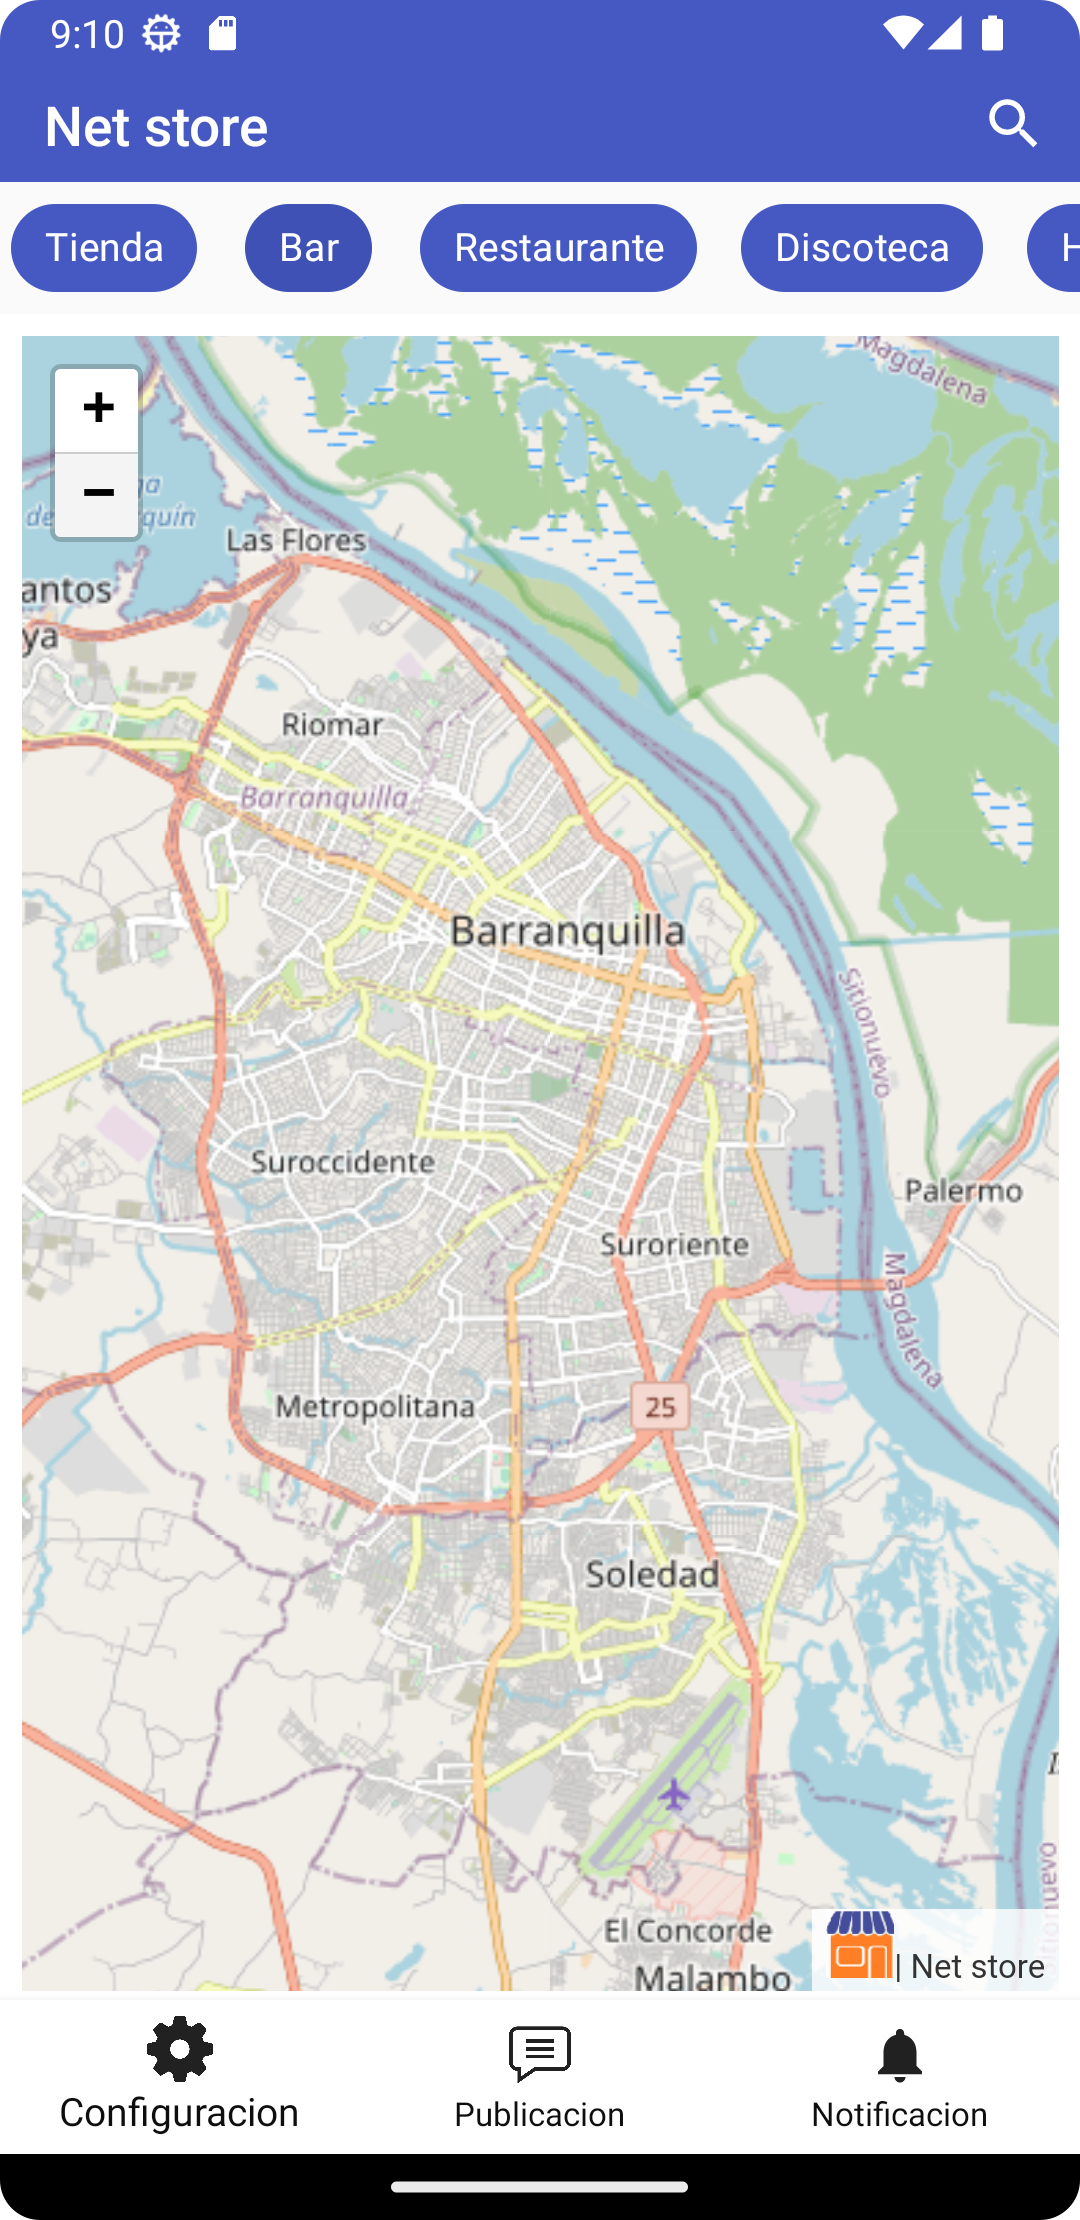 9:10
Net store
Tienda
Bar
Restaurante
Discoteca
H
Magdalena
+
−
Las Flores
antos
ya
Riomar
Barranquilla
Barranquilla
Sitionuevo
Suroccidente
Palermo
Suroriente
Magdalena
Metropolitana
25
Soledad
El Concorde
Malambo
| Net store
Configuracion
Publicacion
Notificacion